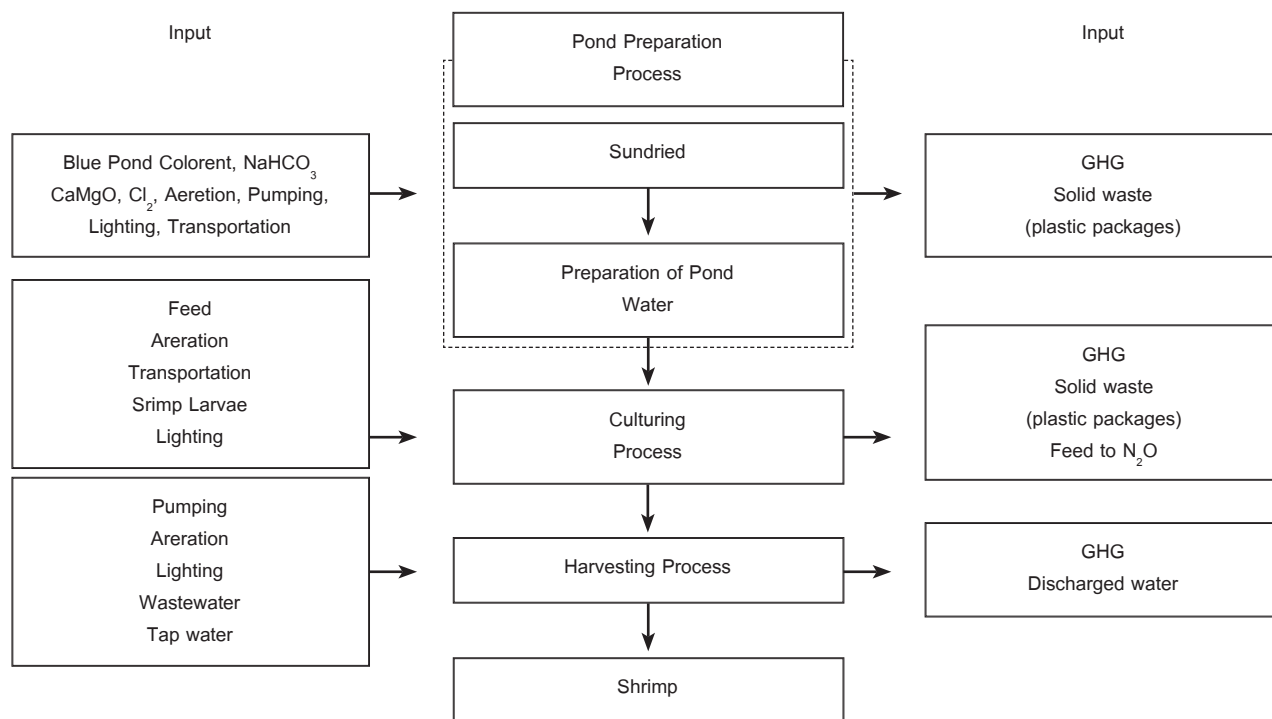 Input
Pond Preparation
Process
Input
Blue Pond Colorent, NaHCO₃
CaMgO, Cl₂, Aeretion, Pumping,
Lighting, Transportation
Sundried
GHG
Solid waste
(plastic packages)
Preparation of Pond
Water
Feed
Areration
Transportation
Srimp Larvae
Lighting
Culturing
Process
GHG
Solid waste
(plastic packages)
Feed to N₂O
Pumping
Areration
Lighting
Wastewater
Tap water
Harvesting Process
GHG
Discharged water
Shrimp